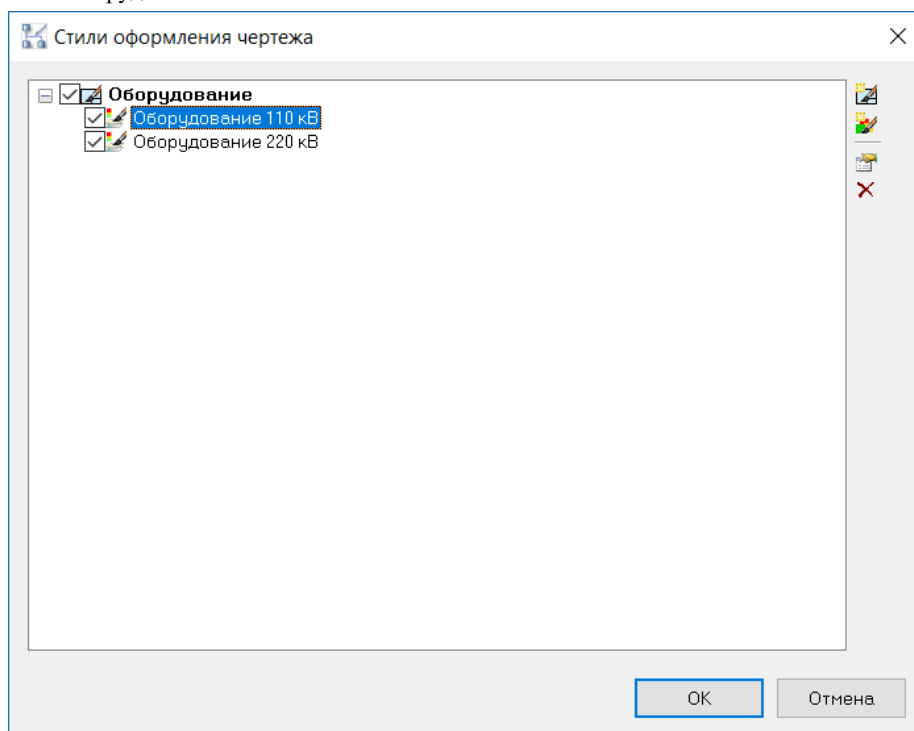 Стили оформления чертежа
Оборудование
Оборудование 110 кВ
Оборудование 220 кВ
OK
Отмена